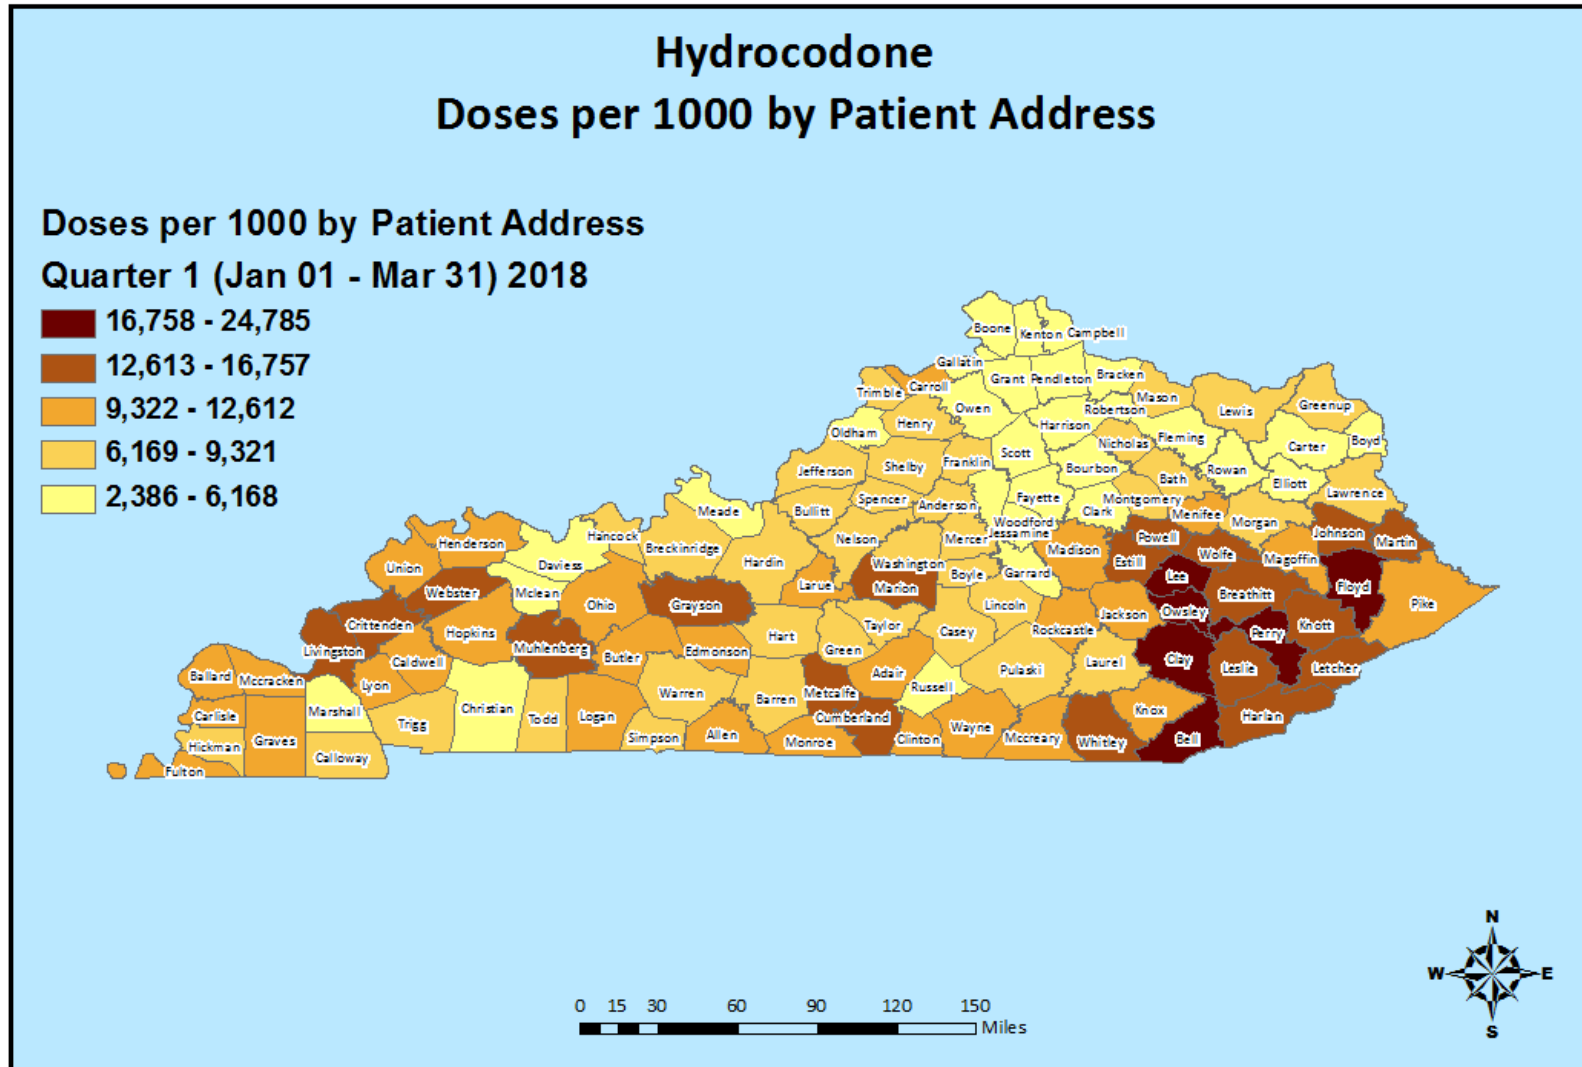 Hydrocodone
Doses per 1000 by Patient Address
Doses per 1000 by Patient Address
Quarter 1 (Jan 01 - Mar 31) 2018
16,758 - 24,785
12,613 - 16,757
9,322 - 12,612
6,169 - 9,321
2,386 - 6,168
Boone
Kenton
Campbell
Gallatin
Grant
Pendleton
Bracken
Trimble
Carroll
Owen
Robertson
Mason
Lewis
Greenup
Oldham
Henry
Harrison
Nicholas
Fleming
Carter
Boyd
Jefferson
Shelby
Franklin
Scott
Bourbon
Rowan
Elliott
Bath
Lawrence
Meade
Bullitt
Spencer
Anderson
Fayette
Woodford
Jessamine
Clark
Montgomery
Menifee
Morgan
Johnson
Martin
Henderson
Hancock
Breckinridge
Nelson
Mercer
Madison
Powell
Wolfe
Magoffin
Union
Daviess
Hardin
Washington
Boyle
Garrard
Estill
Lee
Floyd
Webster
Mclean
Ohio
Grayson
Larue
Marion
Lincoln
Jackson
Owsley
Breathitt
Pike
Crittenden
Livingston
Hopkins
Muhlenberg
Butler
Edmonson
Hart
Taylor
Green
Casey
Rockcastle
Perry
Knott
Ballard
Mccracken
Lyon
Caldwell
Warren
Barren
Metcalfe
Adair
Russell
Pulaski
Laurel
Clay
Leslie
Letcher
Carlisle
Marshall
Trigg
Christian
Todd
Logan
Simpson
Allen
Monroe
Cumberland
Clinton
Wayne
Mccreary
Whitley
Knox
Bell
Harlan
Hickman
Graves
Calloway
Fulton
N
W
E
S
0 15 30 60 90 120 150
Miles